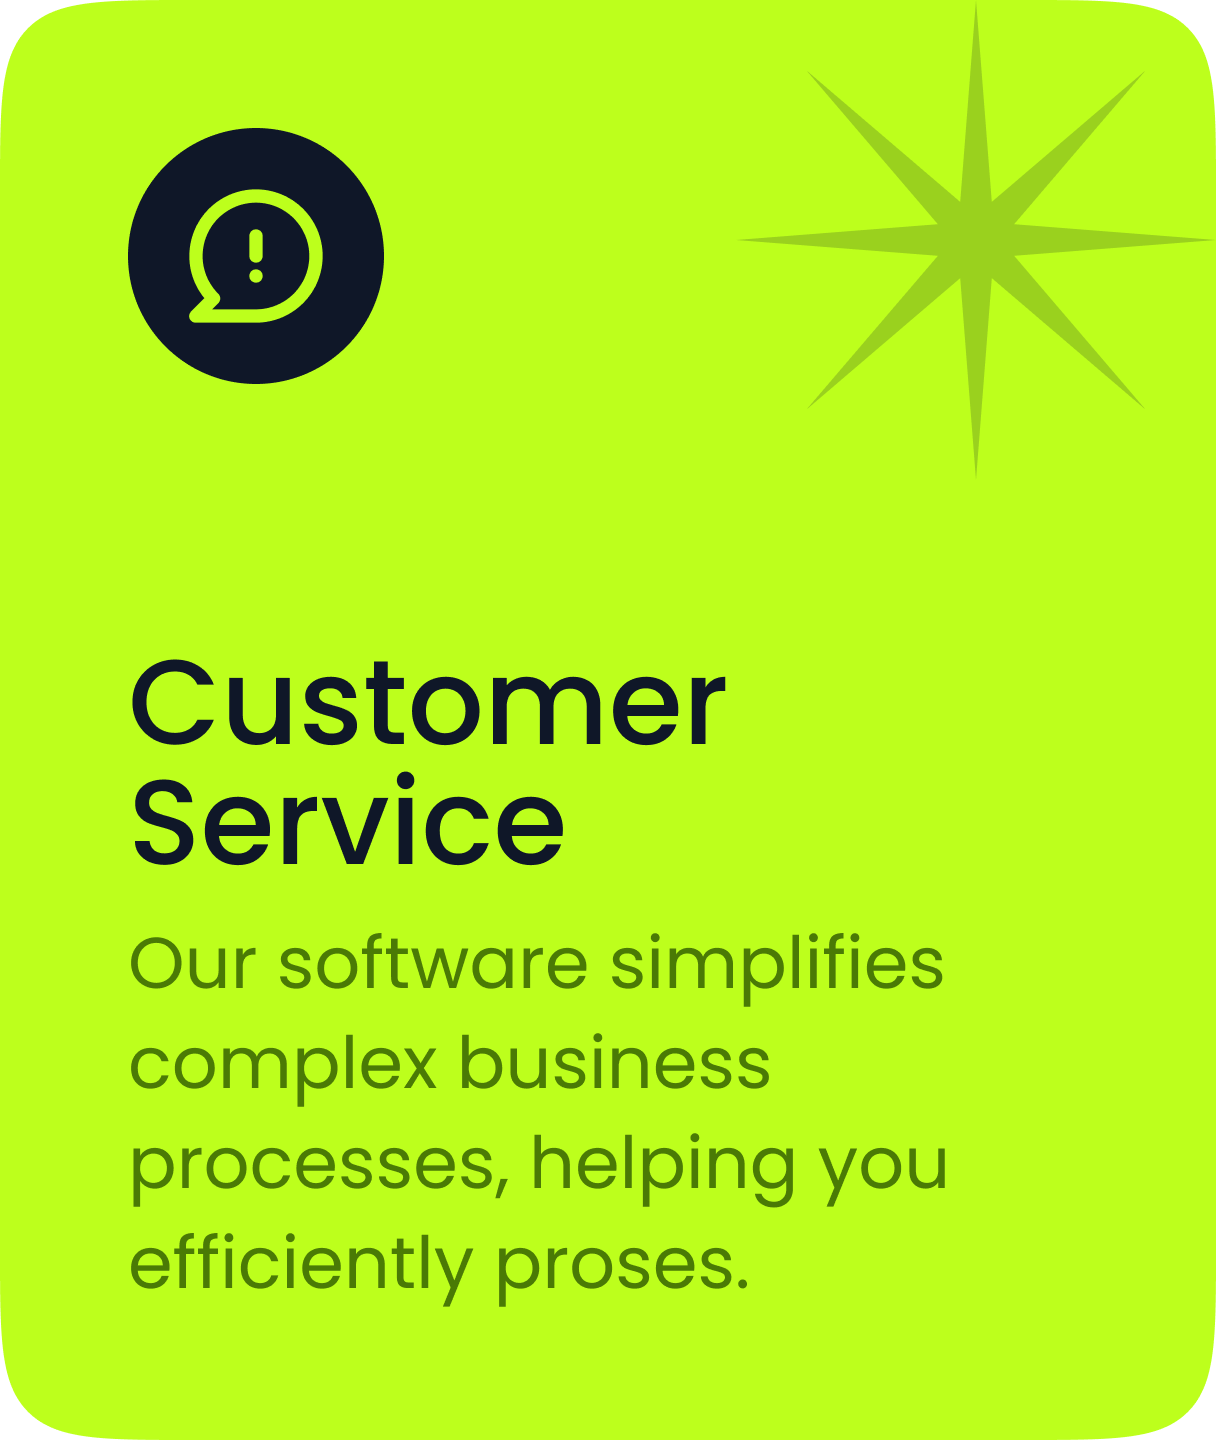 Customer
Service
Our software simplifies
complex business
processes, helping you
efficiently proses.